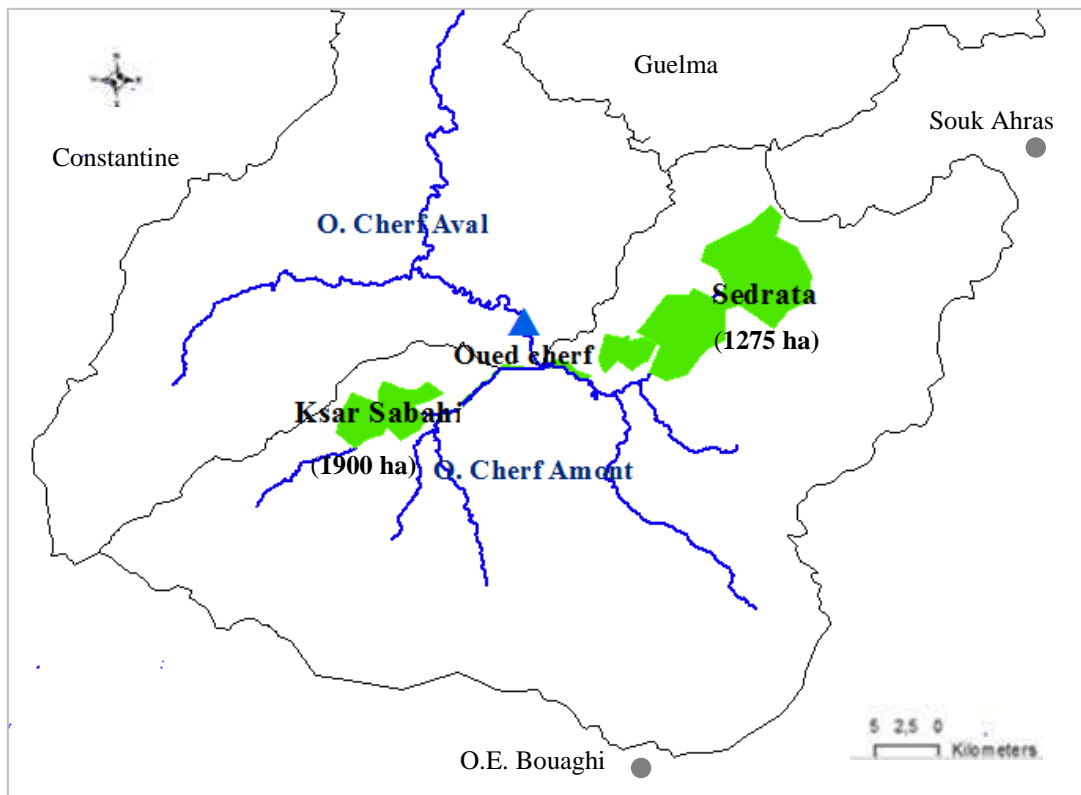 Guelma
Souk Ahras
Constantine
O. Cherf Aval
Sedrata
(1275 ha)
Oued cherf
Ksar Sabahi
(1900 ha)
O. Cherf Amont
5 2,5 0
Kilometers
O.E. Bouaghi